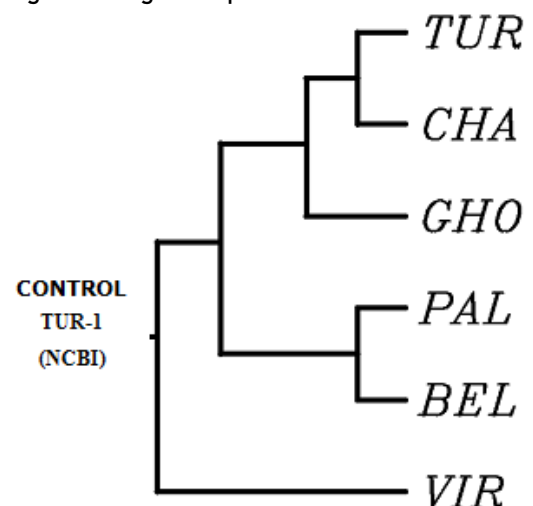 TUR
CHA
GHO
CONTROL
TUR-1
(NCBI)
PAL
BEL
VIR